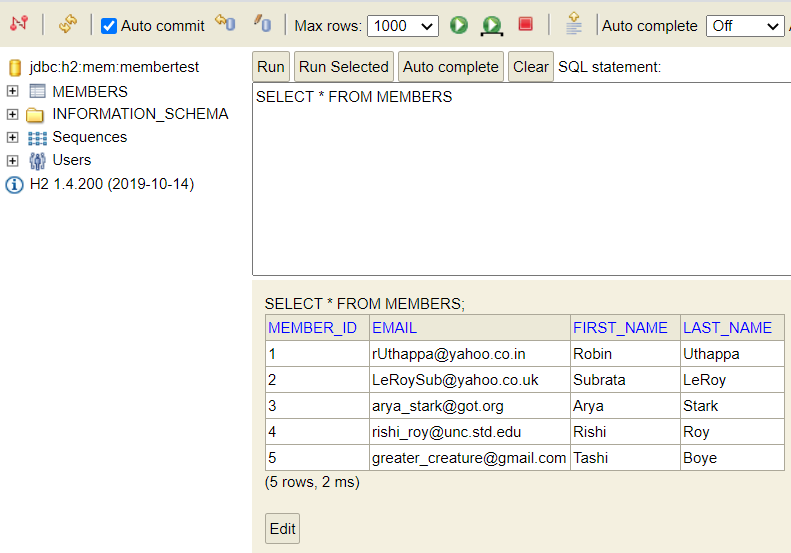 Auto commit Max rows: 1000 Auto complete Off
jdbc:h2:mem:membertest
MEMBERS
INFORMATION_SCHEMA
Sequences
Users
H2 1.4.200 (2019-10-14)
Run Run Selected Auto complete Clear SQL statement:
SELECT * FROM MEMBERS
SELECT * FROM MEMBERS;
MEMBER_ID EMAIL FIRST_NAME LAST_NAME
1 rUthappa@yahoo.co.in Robin Uthappa
2 LeRoySub@yahoo.co.uk Subrata LeRoy
3 arya_stark@got.org Arya Stark
4 rishi_roy@unc.std.edu Rishi Roy
5 greater_creature@gmail.com Tashi Boye
(5 rows, 2 ms)
Edit